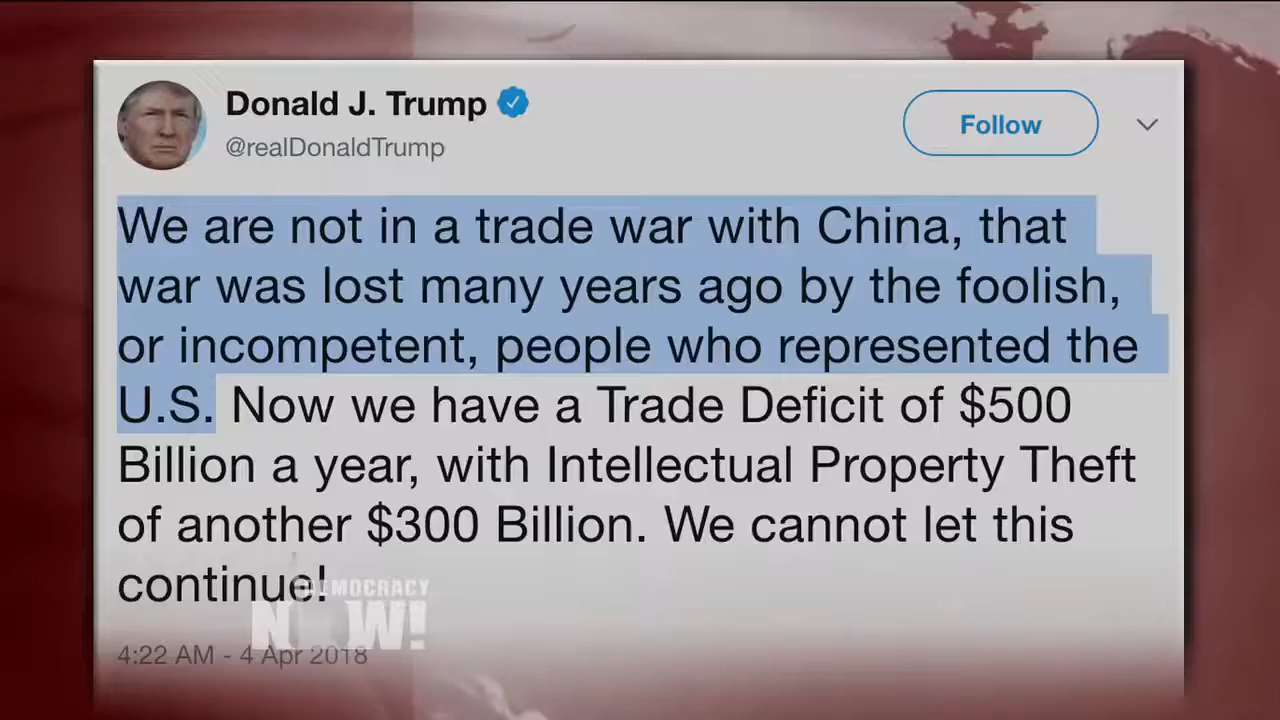 Donald J. Trump
@realDonaldTrump
Follow
We are not in a trade war with China, that
war was lost many years ago by the foolish,
or incompetent, people who represented the
U.S. Now we have a Trade Deficit of $500
Billion a year, with Intellectual Property Theft
of another $300 Billion. We cannot let this
continue!
DEMOCRACY
NOW!
4:22 AM - 4 Apr 2018